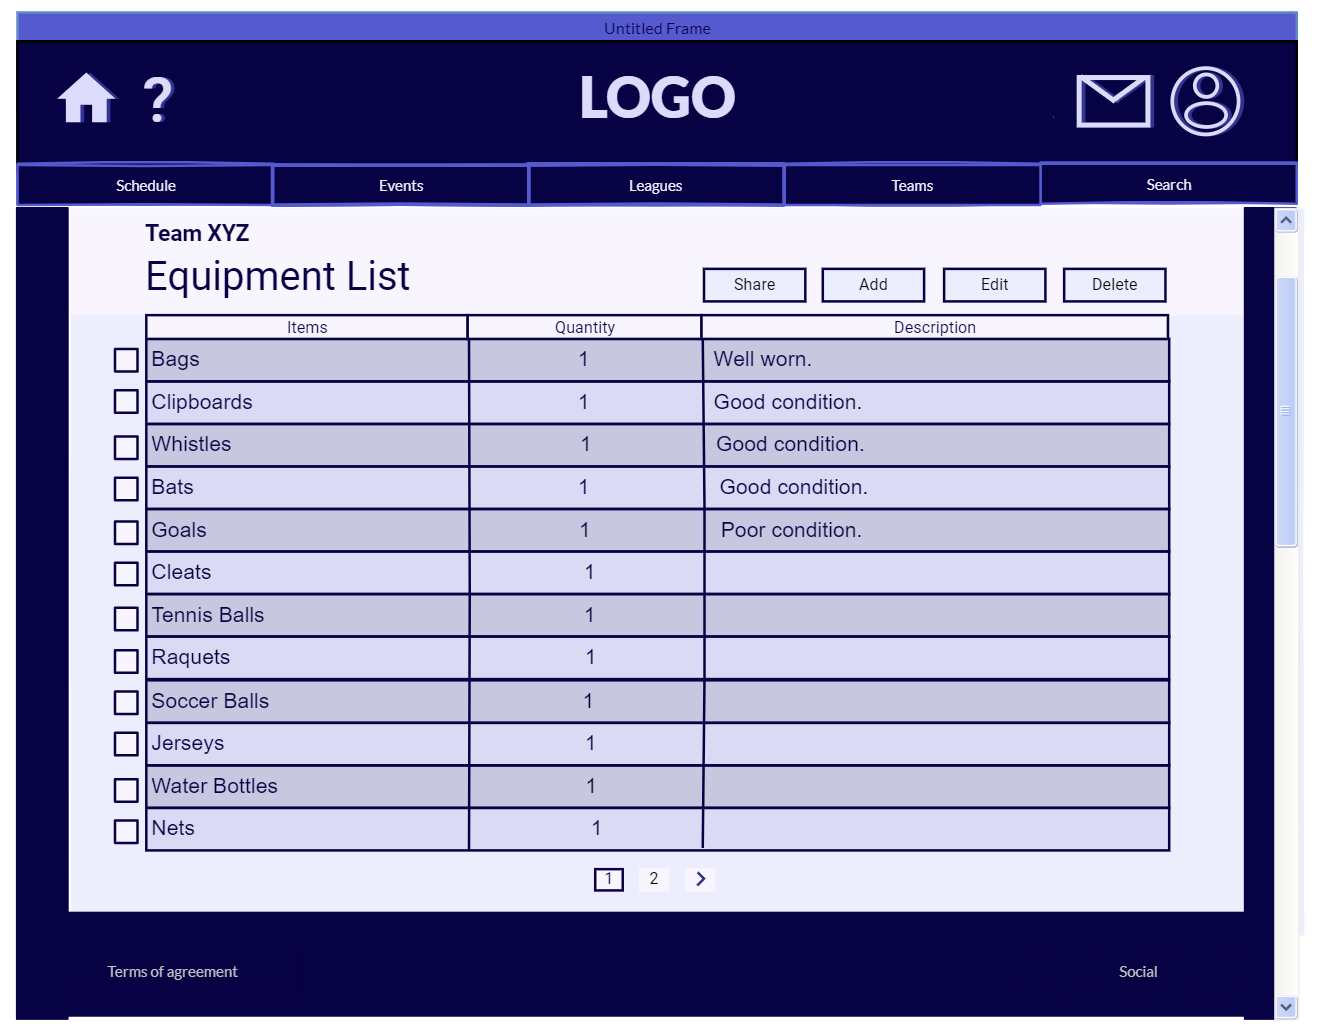 Untitled Frame
?
LOGO
Schedule Events Leagues Teams Search
Team XYZ
Equipment List
Share Add Edit Delete
Items Quantity Description
Bags 1 Well worn.
Clipboards 1 Good condition.
Whistles 1 Good condition.
Bats 1 Good condition.
Goals 1 Poor condition.
Cleats 1
Tennis Balls 1
Raquets 1
Soccer Balls 1
Jerseys 1
Water Bottles 1
Nets 1
1 2 >
Terms of agreement Social